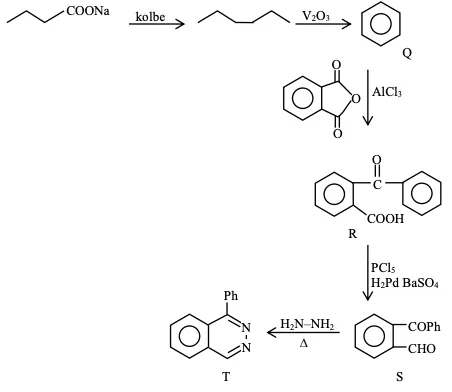 COONa
kolbe
V₂O₃
Q
O
O
O
AlCl₃
O
C
COOH
R
PCl₅
H₂Pd BaSO₄
Ph
N
N
H₂N–NH₂
Δ
COPh
CHO
T
S